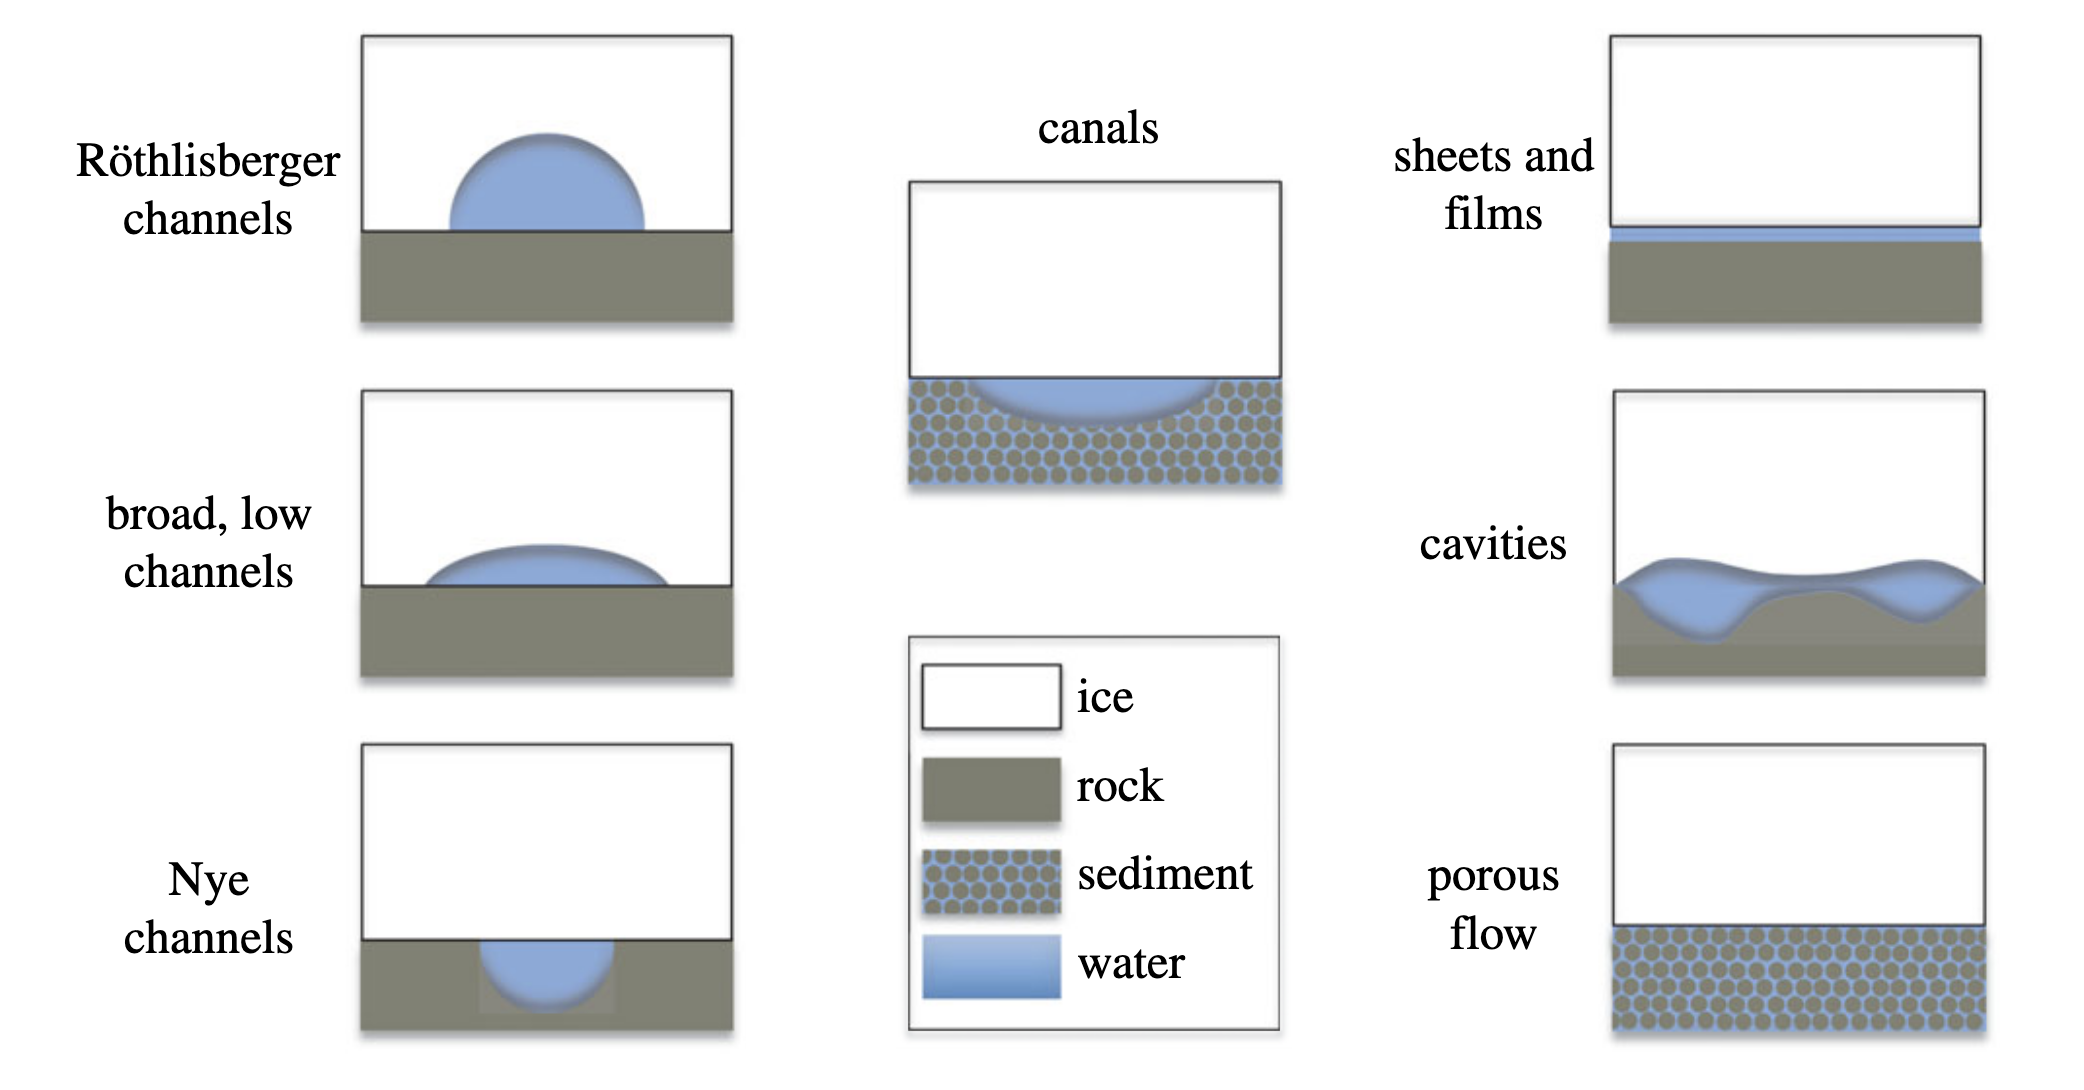 Röthlisberger
channels
broad, low
channels
Nye
channels
canals
ice
rock
sediment
water
sheets and
films
cavities
porous
flow